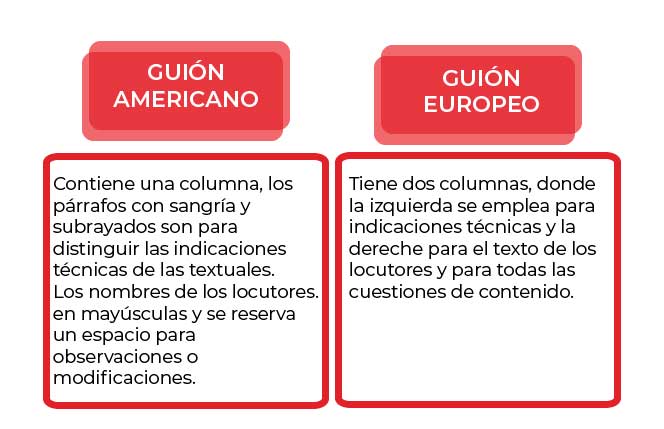 GUIÓN
AMERICANO
Contiene una columna, los
párrafos con sangría y
subrayados son para
distinguir las indicaciones
técnicas de las textuales.
Los nombres de los locutores.
en mayúsculas y se reserva
un espacio para
observaciones o
modificaciones.
GUIÓN
EUROPEO
Tiene dos columnas, donde
la izquierda se emplea para
indicaciones técnicas y la
dereche para el texto de los
locutores y para todas las
cuestiones de contenido.